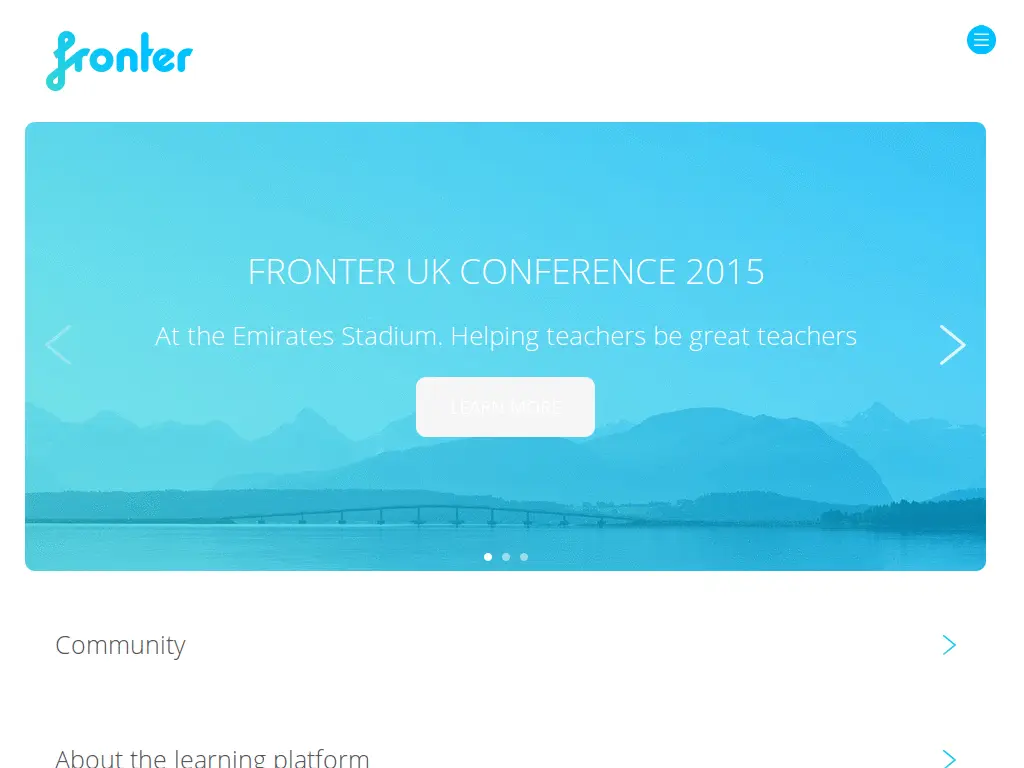 fronter
FRONTER UK CONFERENCE 2015
At the Emirates Stadium. Helping teachers be great teachers
LEARN MORE
Community
About the learning platform